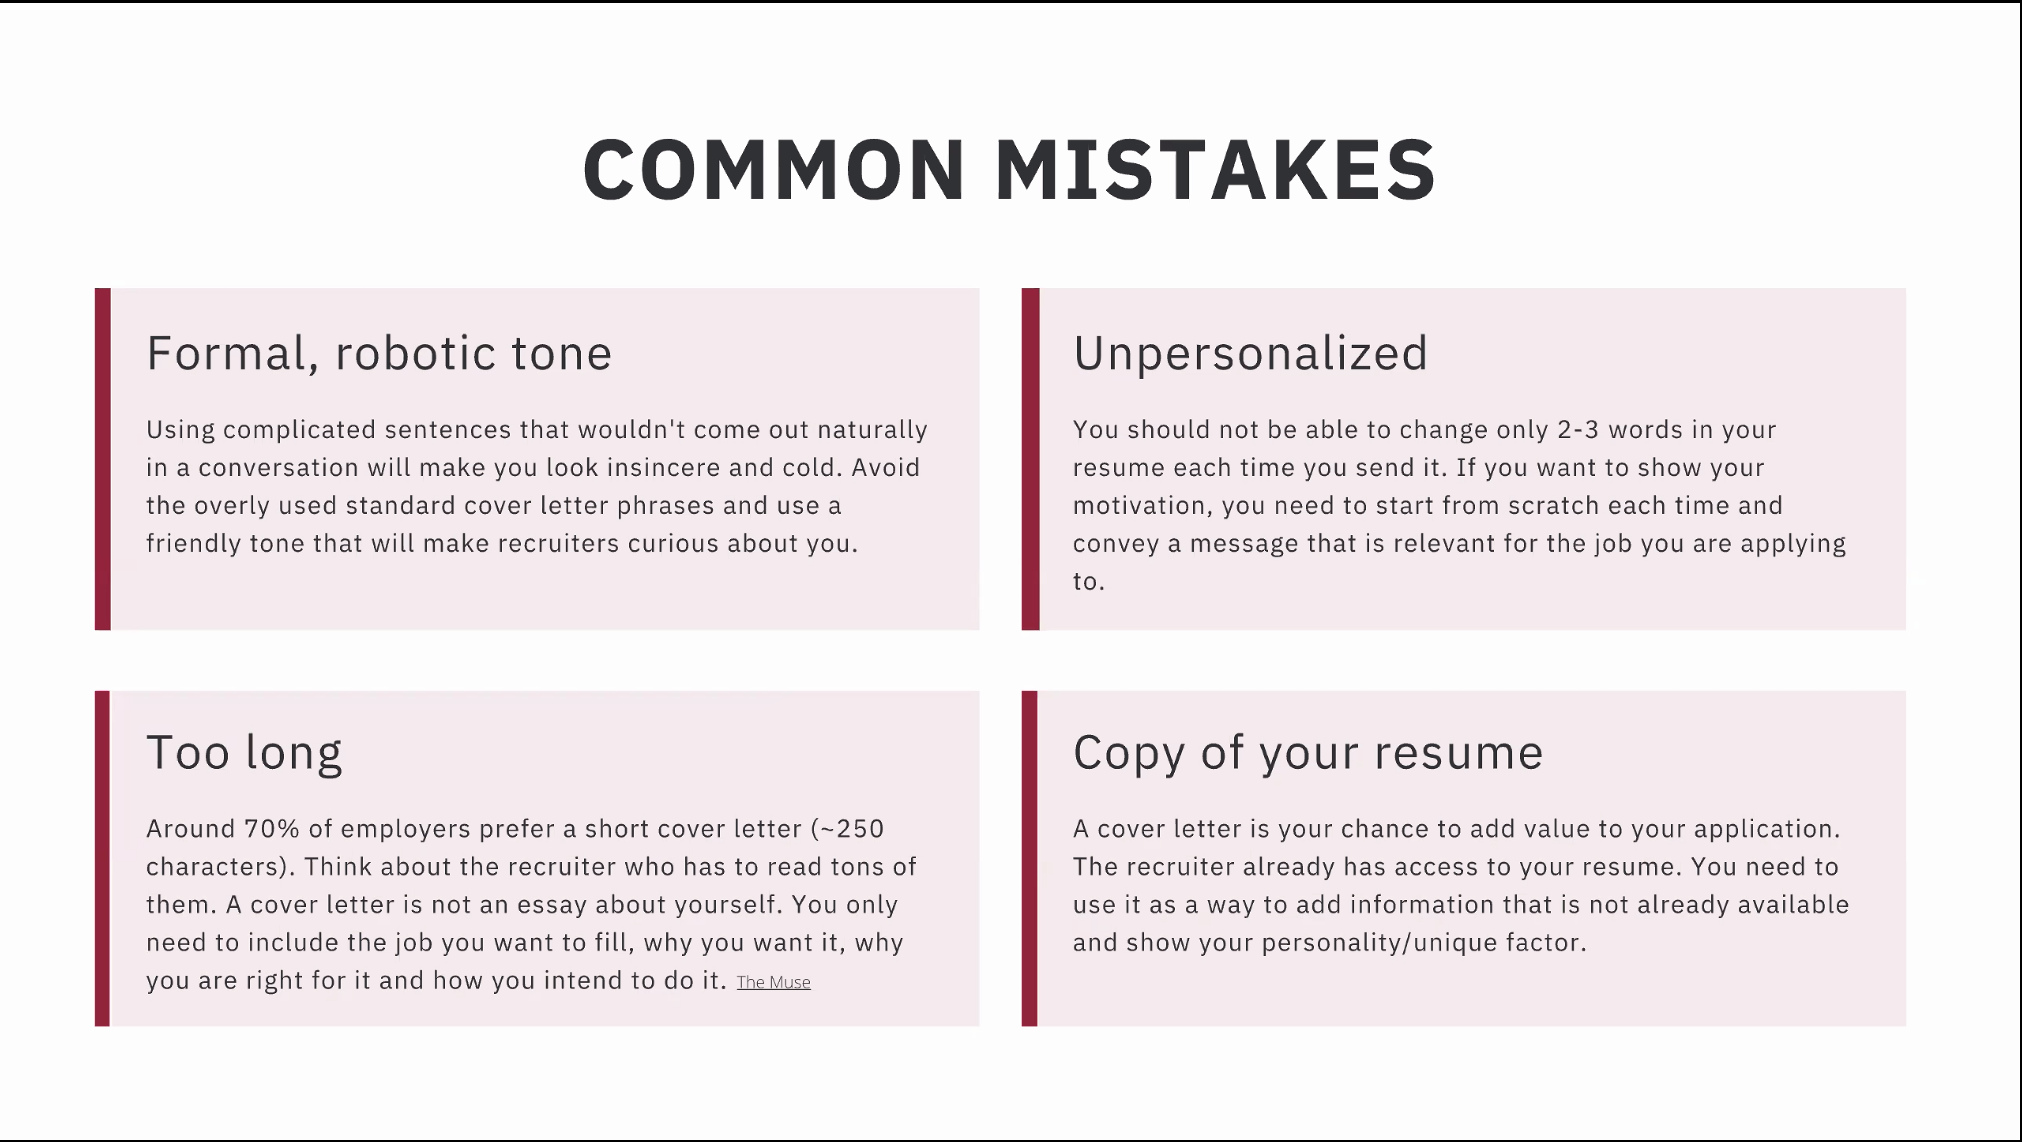 COMMON MISTAKES
Formal, robotic tone
Using complicated sentences that wouldn't come out naturally
in a conversation will make you look insincere and cold. Avoid
the overly used standard cover letter phrases and use a
friendly tone that will make recruiters curious about you.
Unpersonalized
You should not be able to change only 2-3 words in your
resume each time you send it. If you want to show your
motivation, you need to start from scratch each time and
convey a message that is relevant for the job you are applying
to.
Too long
Around 70% of employers prefer a short cover letter (~250
characters). Think about the recruiter who has to read tons of
them. A cover letter is not an essay about yourself. You only
need to include the job you want to fill, why you want it, why
you are right for it and how you intend to do it. The Muse
Copy of your resume
A cover letter is your chance to add value to your application.
The recruiter already has access to your resume. You need to
use it as a way to add information that is not already available
and show your personality/unique factor.